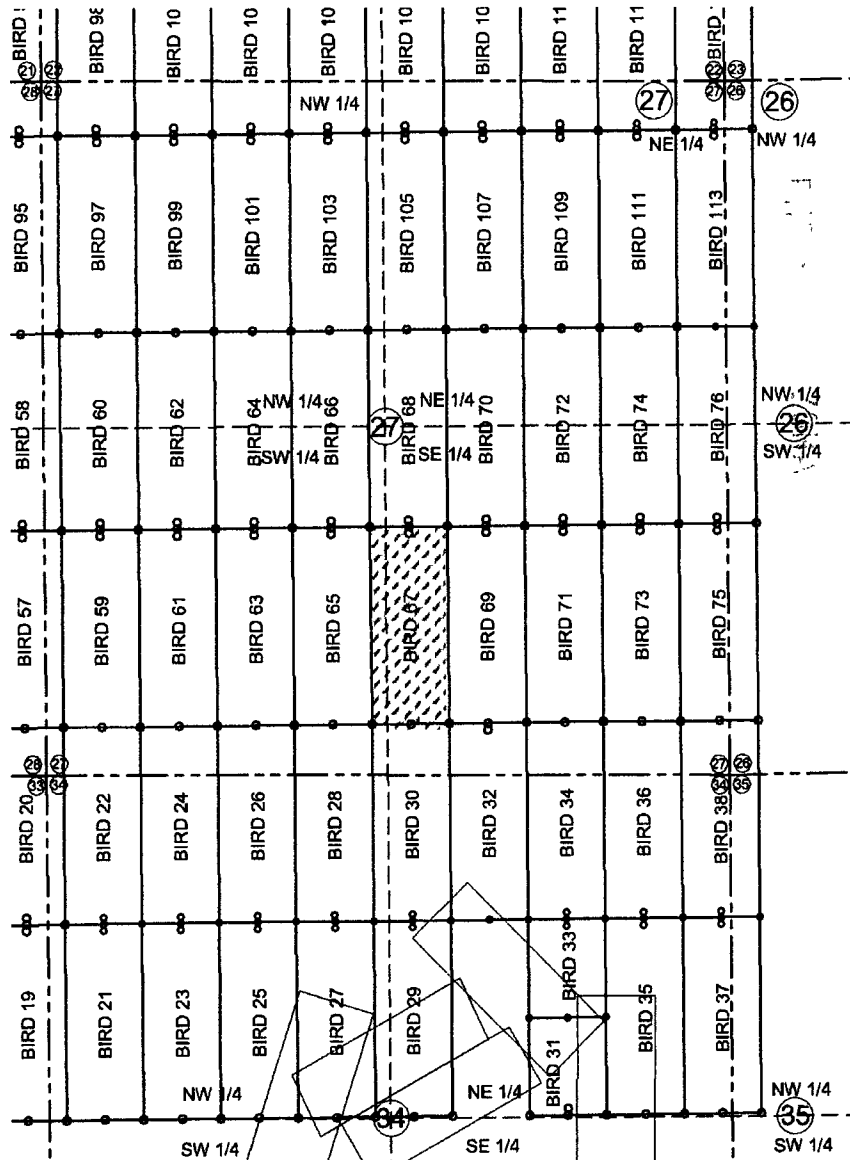 BIRD 98
BIRD 10
BIRD 10
BIRD 10
BIRD 10
BIRD 10
BIRD 11
BIRD 11
21 22 22 23
28 27 27 26
NW 1/4 27 26
NE 1/4 NW 1/4
BIRD 95
BIRD 97
BIRD 99
BIRD 101
BIRD 103
BIRD 105
BIRD 107
BIRD 109
BIRD 111
BIRD 113
BIRD 58
BIRD 60
BIRD 62
BIRD 64
BIRD 66
BIRD 68
BIRD 70
BIRD 72
BIRD 74
BIRD 76
NW 1/4 NE 1/4 NW 1/4
27 26
SW 1/4 SE 1/4 SW 1/4
BIRD 57
BIRD 59
BIRD 61
BIRD 63
BIRD 65
BIRD 67
BIRD 69
BIRD 71
BIRD 73
BIRD 75
28 27 27 26
33 34 34 35
BIRD 20
BIRD 22
BIRD 24
BIRD 26
BIRD 28
BIRD 30
BIRD 32
BIRD 34
BIRD 36
BIRD 38
BIRD 19
BIRD 21
BIRD 23
BIRD 25
BIRD 27
BIRD 29
BIRD 33
BIRD 31
BIRD 35
BIRD 37
NW 1/4 NE 1/4 NW 1/4
34 35
SW 1/4 SE 1/4 SW 1/4